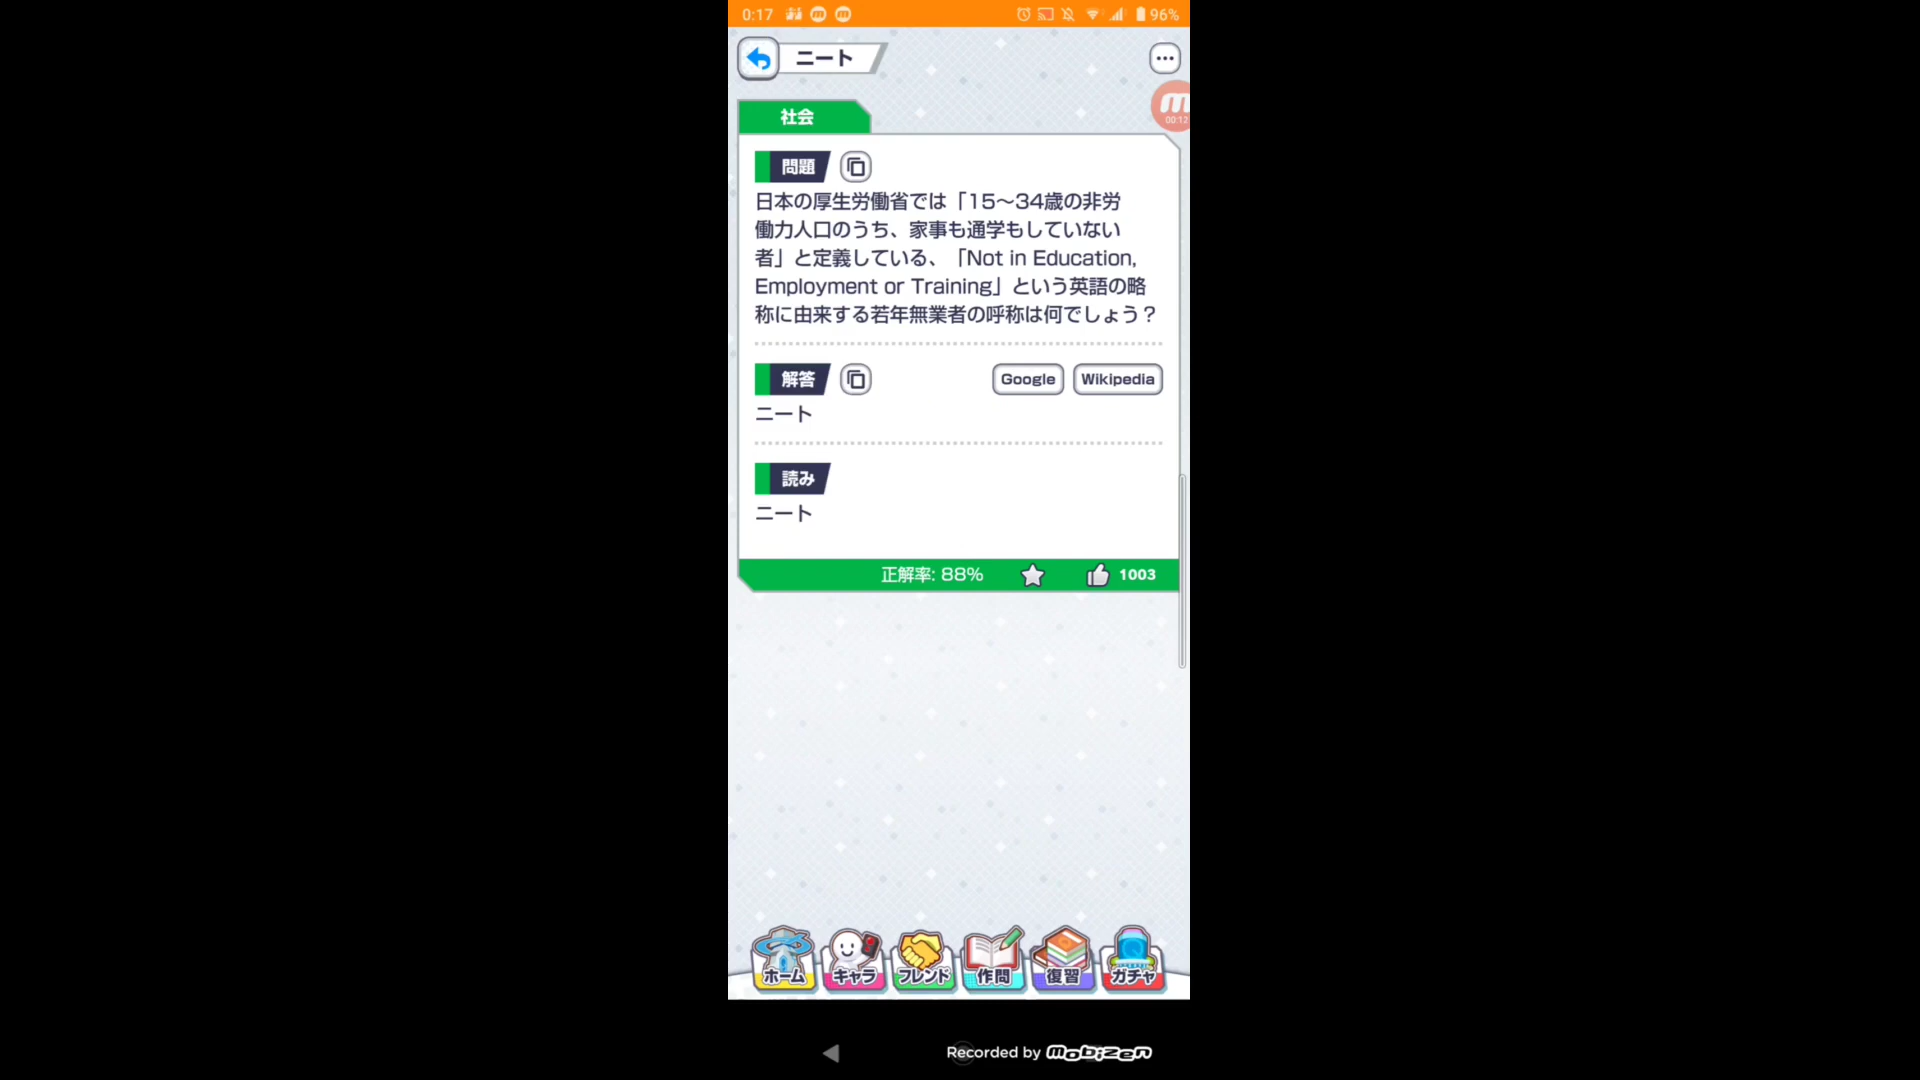 0:17
96%
ニート
00:12
社会
問題
日本の厚生労働省では「15〜34歳の非労
働力人口のうち、家事も通学もしていない
者」と定義している、「Not in Education,
Employment or Training」という英語の略
称に由来する若年無業者の呼称は何でしょう？
解答
Google
Wikipedia
ニート
読み
ニート
正解率: 88%
1003
ホーム
キャラ
フレンド
作問
復習
ガチャ
Recorded by mobizen